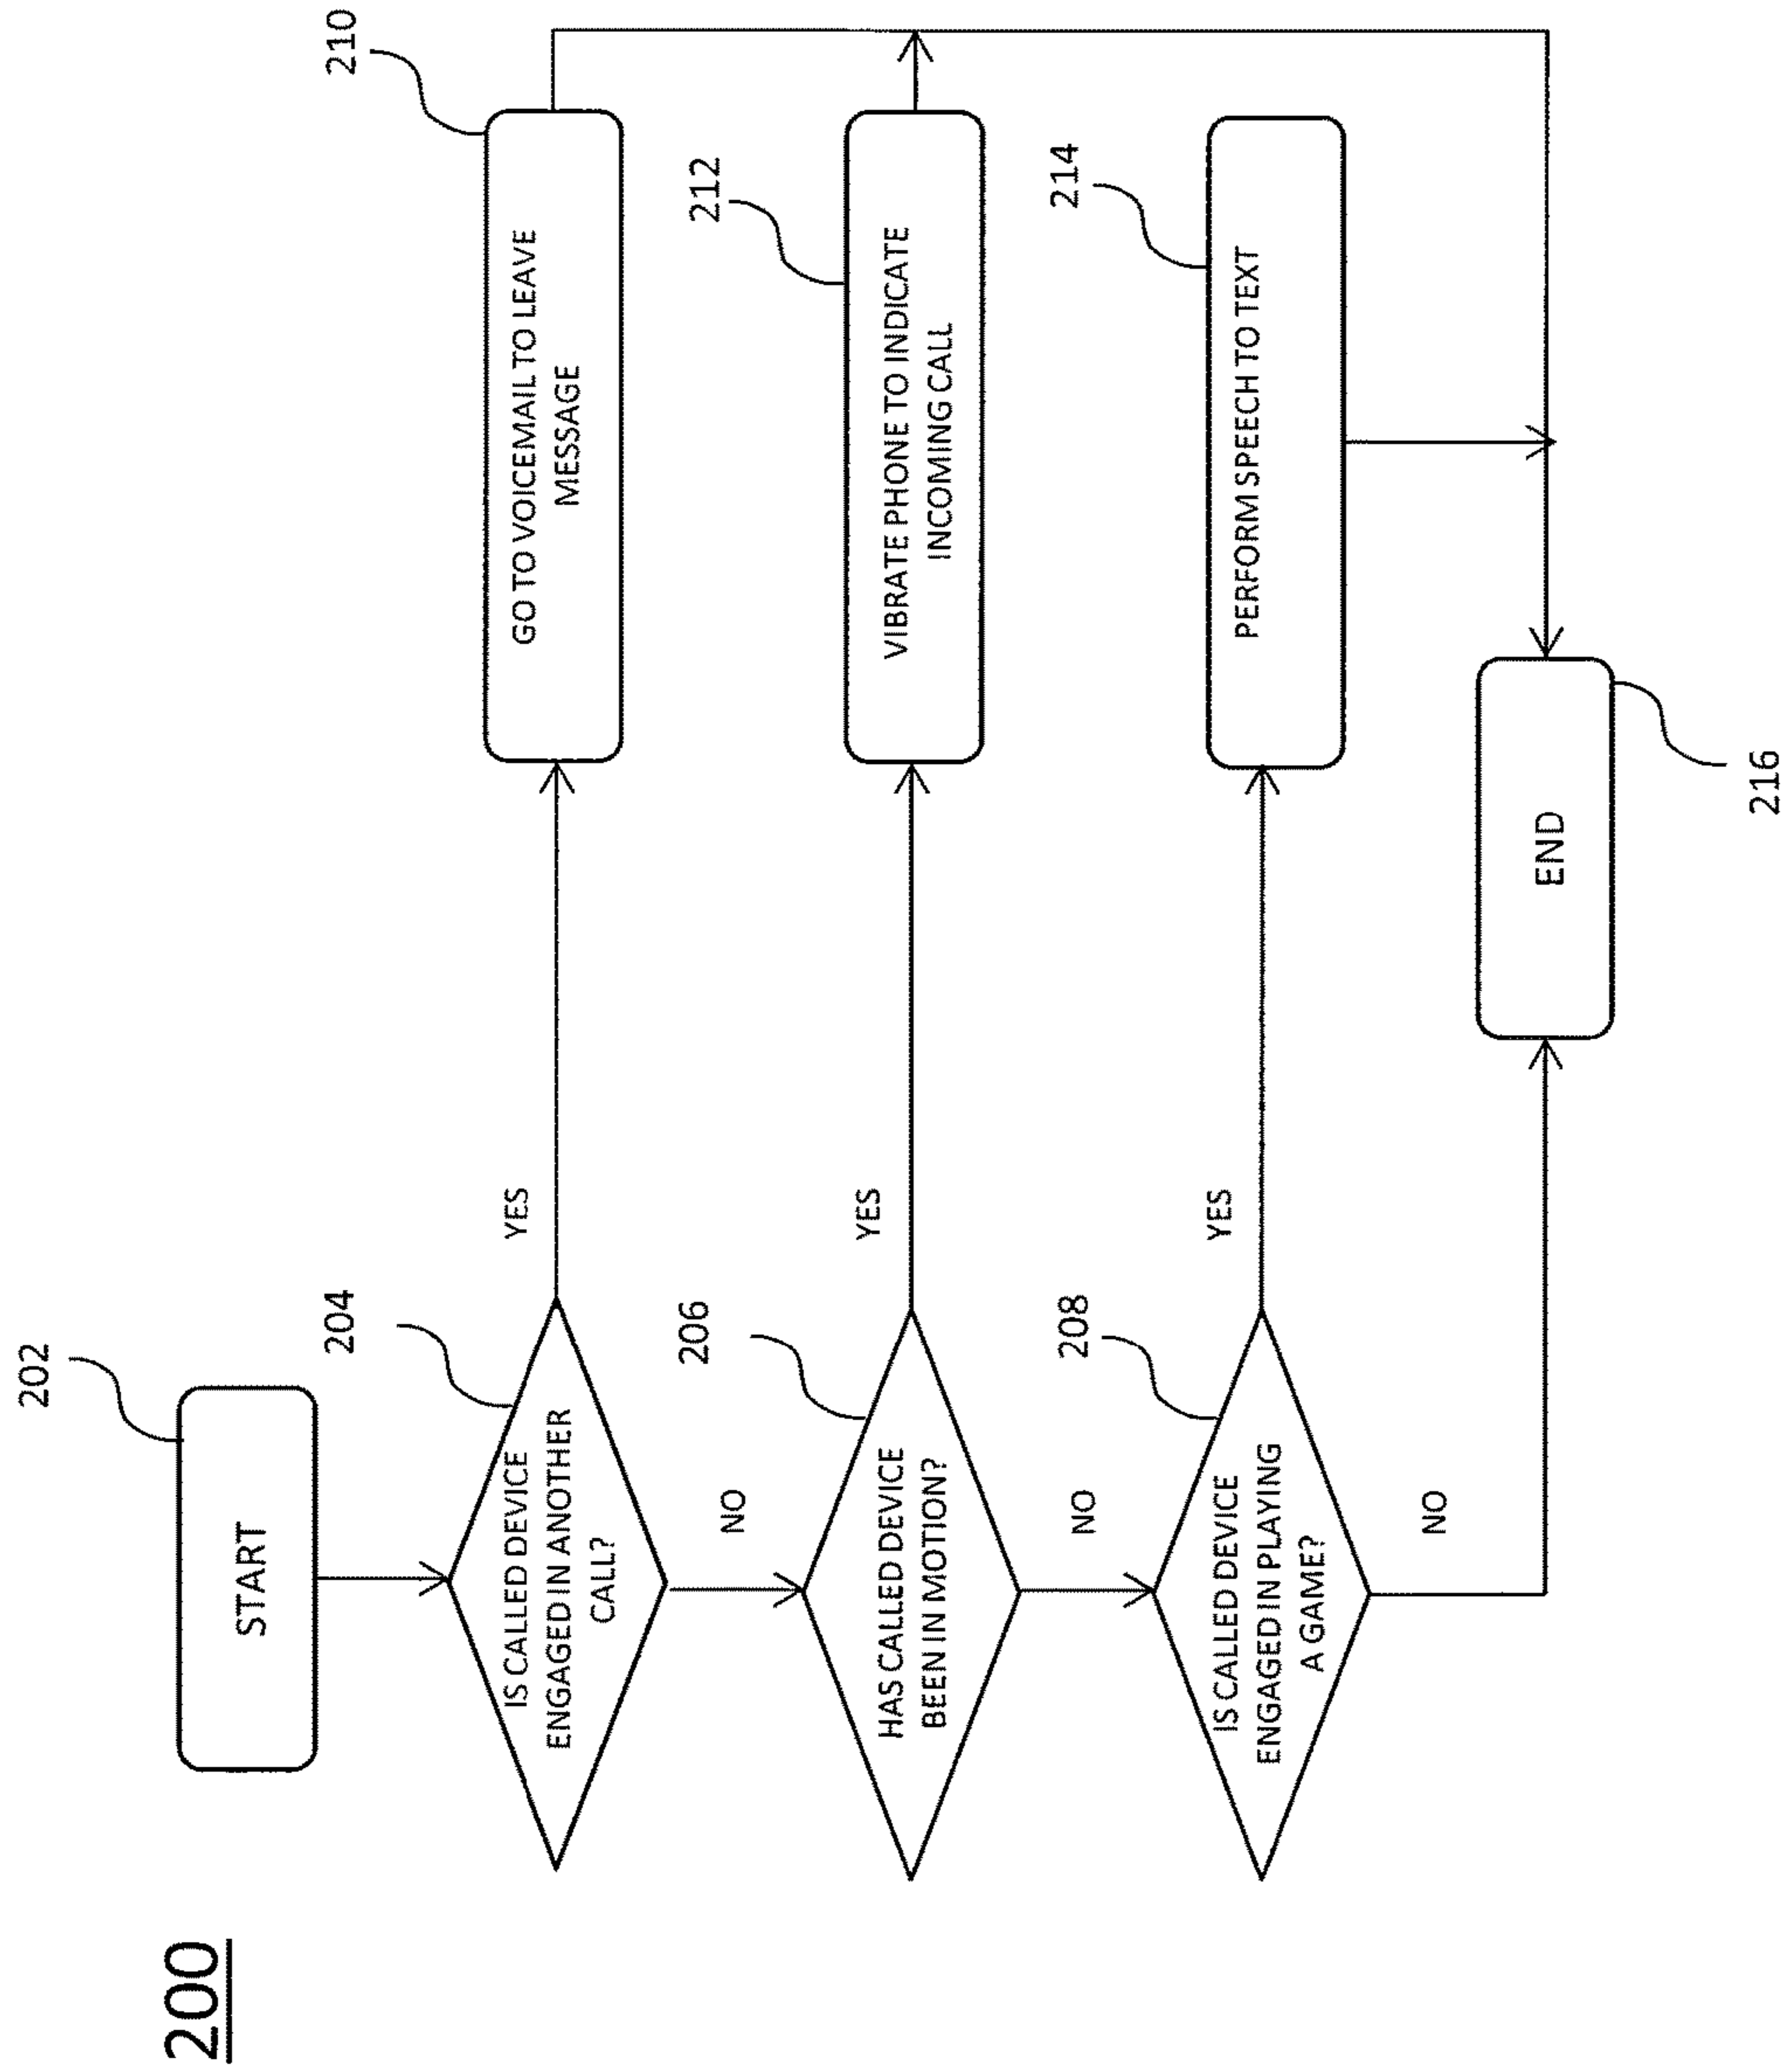 200
202
START
204
IS CALLED DEVICE
ENGAGED IN ANOTHER
CALL?
YES
210
GO TO VOICEMAIL TO LEAVE
MESSAGE
NO
206
HAS CALLED DEVICE
BEEN IN MOTION?
YES
212
VIBRATE PHONE TO INDICATE
INCOMING CALL
NO
208
IS CALLED DEVICE
ENGAGED IN PLAYING
A GAME?
YES
214
PERFORM SPEECH TO TEXT
NO
END
216